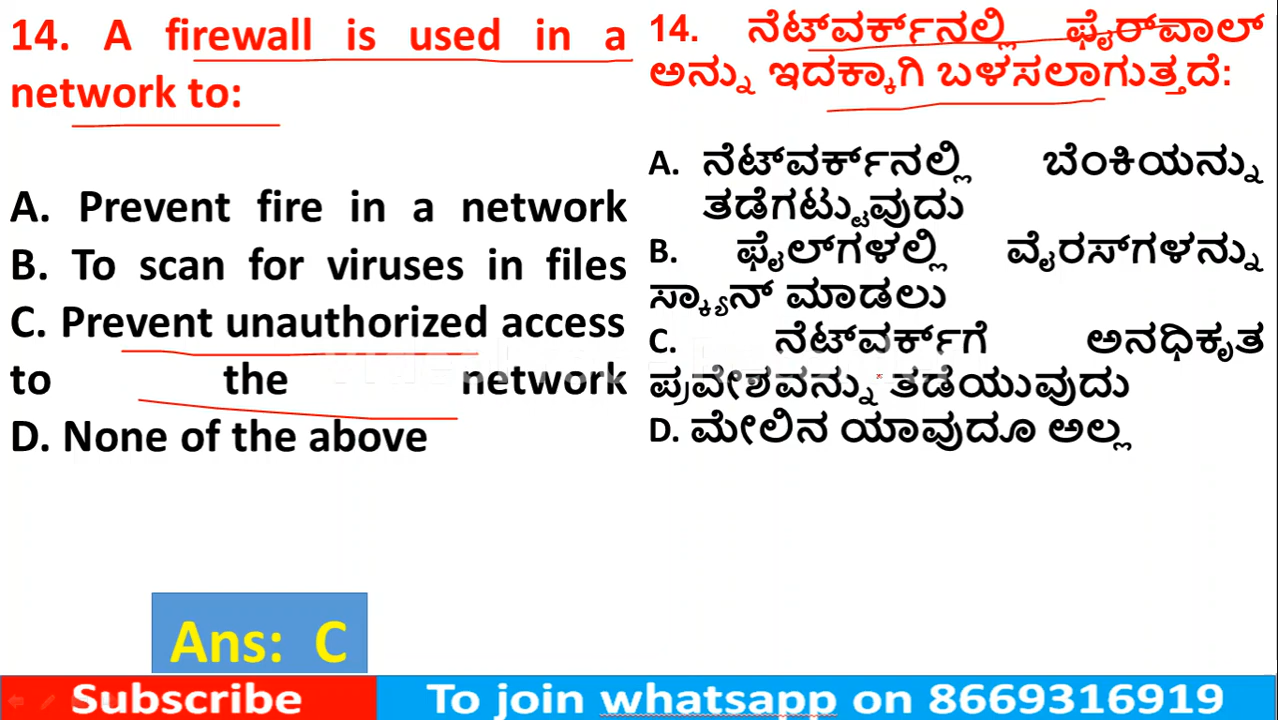 14. A firewall is used in a
network to:
A. Prevent fire in a network
B. To scan for viruses in files
C. Prevent unauthorized access
to the network
D. None of the above
14. ನೆಟ್‌ವರ್ಕ್‌ನಲ್ಲಿ ಫೈರ್‌ವಾಲ್
ಅನ್ನು ಇದಕ್ಕಾಗಿ ಬಳಸಲಾಗುತ್ತದೆ:
A. ನೆಟ್‌ವರ್ಕ್‌ನಲ್ಲಿ ಬೆಂಕಿಯನ್ನು
ತಡೆಗಟ್ಟುವುದು
B. ಫೈಲ್‌ಗಳಲ್ಲಿ ವೈರಸ್‌ಗಳನ್ನು
ಸ್ಕ್ಯಾನ್ ಮಾಡಲು
C. ನೆಟ್‌ವರ್ಕ್‌ಗೆ ಅನಧಿಕೃತ
ಪ್ರವೇಶವನ್ನು ತಡೆಯುವುದು
D. ಮೇಲಿನ ಯಾವುದೂ ಅಲ್ಲ
Ans: C
Subscribe To join whatsapp on 8669316919